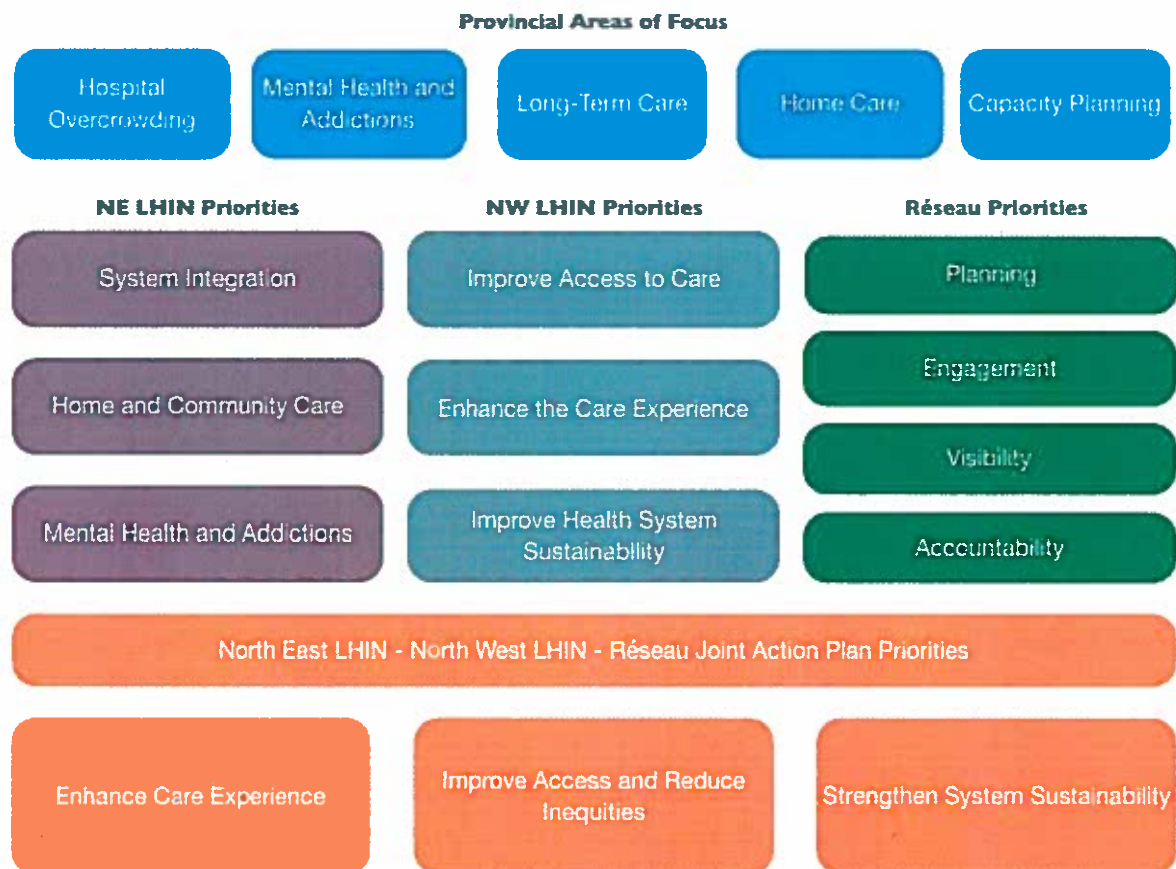 Provincial Areas of Focus
Hospital
Overcrowding
Mental Health and
Addictions
Long-Term Care
Home Care
Capacity Planning
NE LHIN Priorities
System Integration
Home and Community Care
Mental Health and Addictions
NW LHIN Priorities
Improve Access to Care
Enhance the Care Experience
Improve Health System
Sustainability
Réseau Priorities
Planning
Engagement
Visibility
Accountability
North East LHIN - North West LHIN - Réseau Joint Action Plan Priorities
Enhance Care Experience
Improve Access and Reduce
Inequities
Strengthen System Sustainability